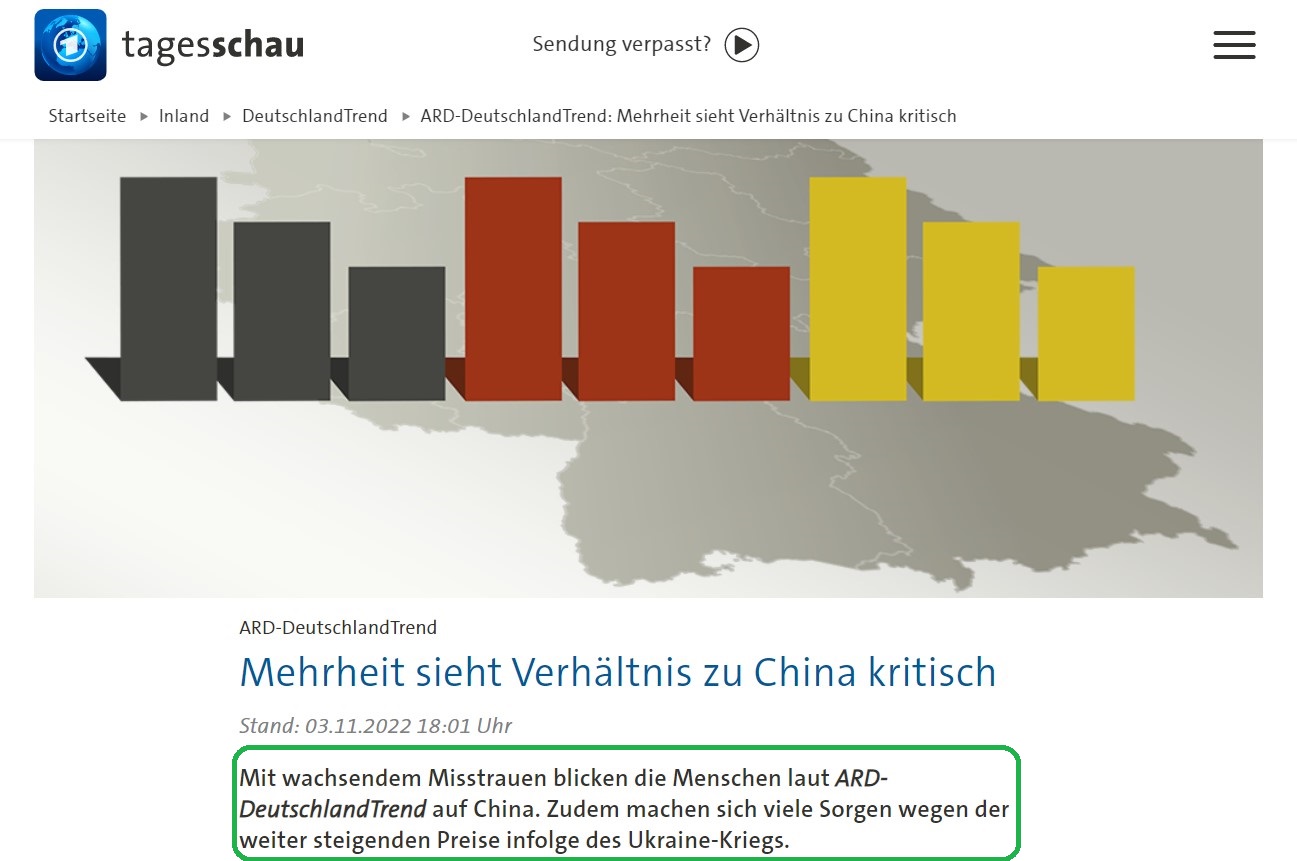 tagesschau
Sendung verpasst?
Startseite ▸ Inland ▸ DeutschlandTrend ▸ ARD-DeutschlandTrend: Mehrheit sieht Verhältnis zu China kritisch
ARD-DeutschlandTrend
Mehrheit sieht Verhältnis zu China kritisch
Stand: 03.11.2022 18:01 Uhr
Mit wachsendem Misstrauen blicken die Menschen laut ARD-
DeutschlandTrend auf China. Zudem machen sich viele Sorgen wegen der
weiter steigenden Preise infolge des Ukraine-Kriegs.